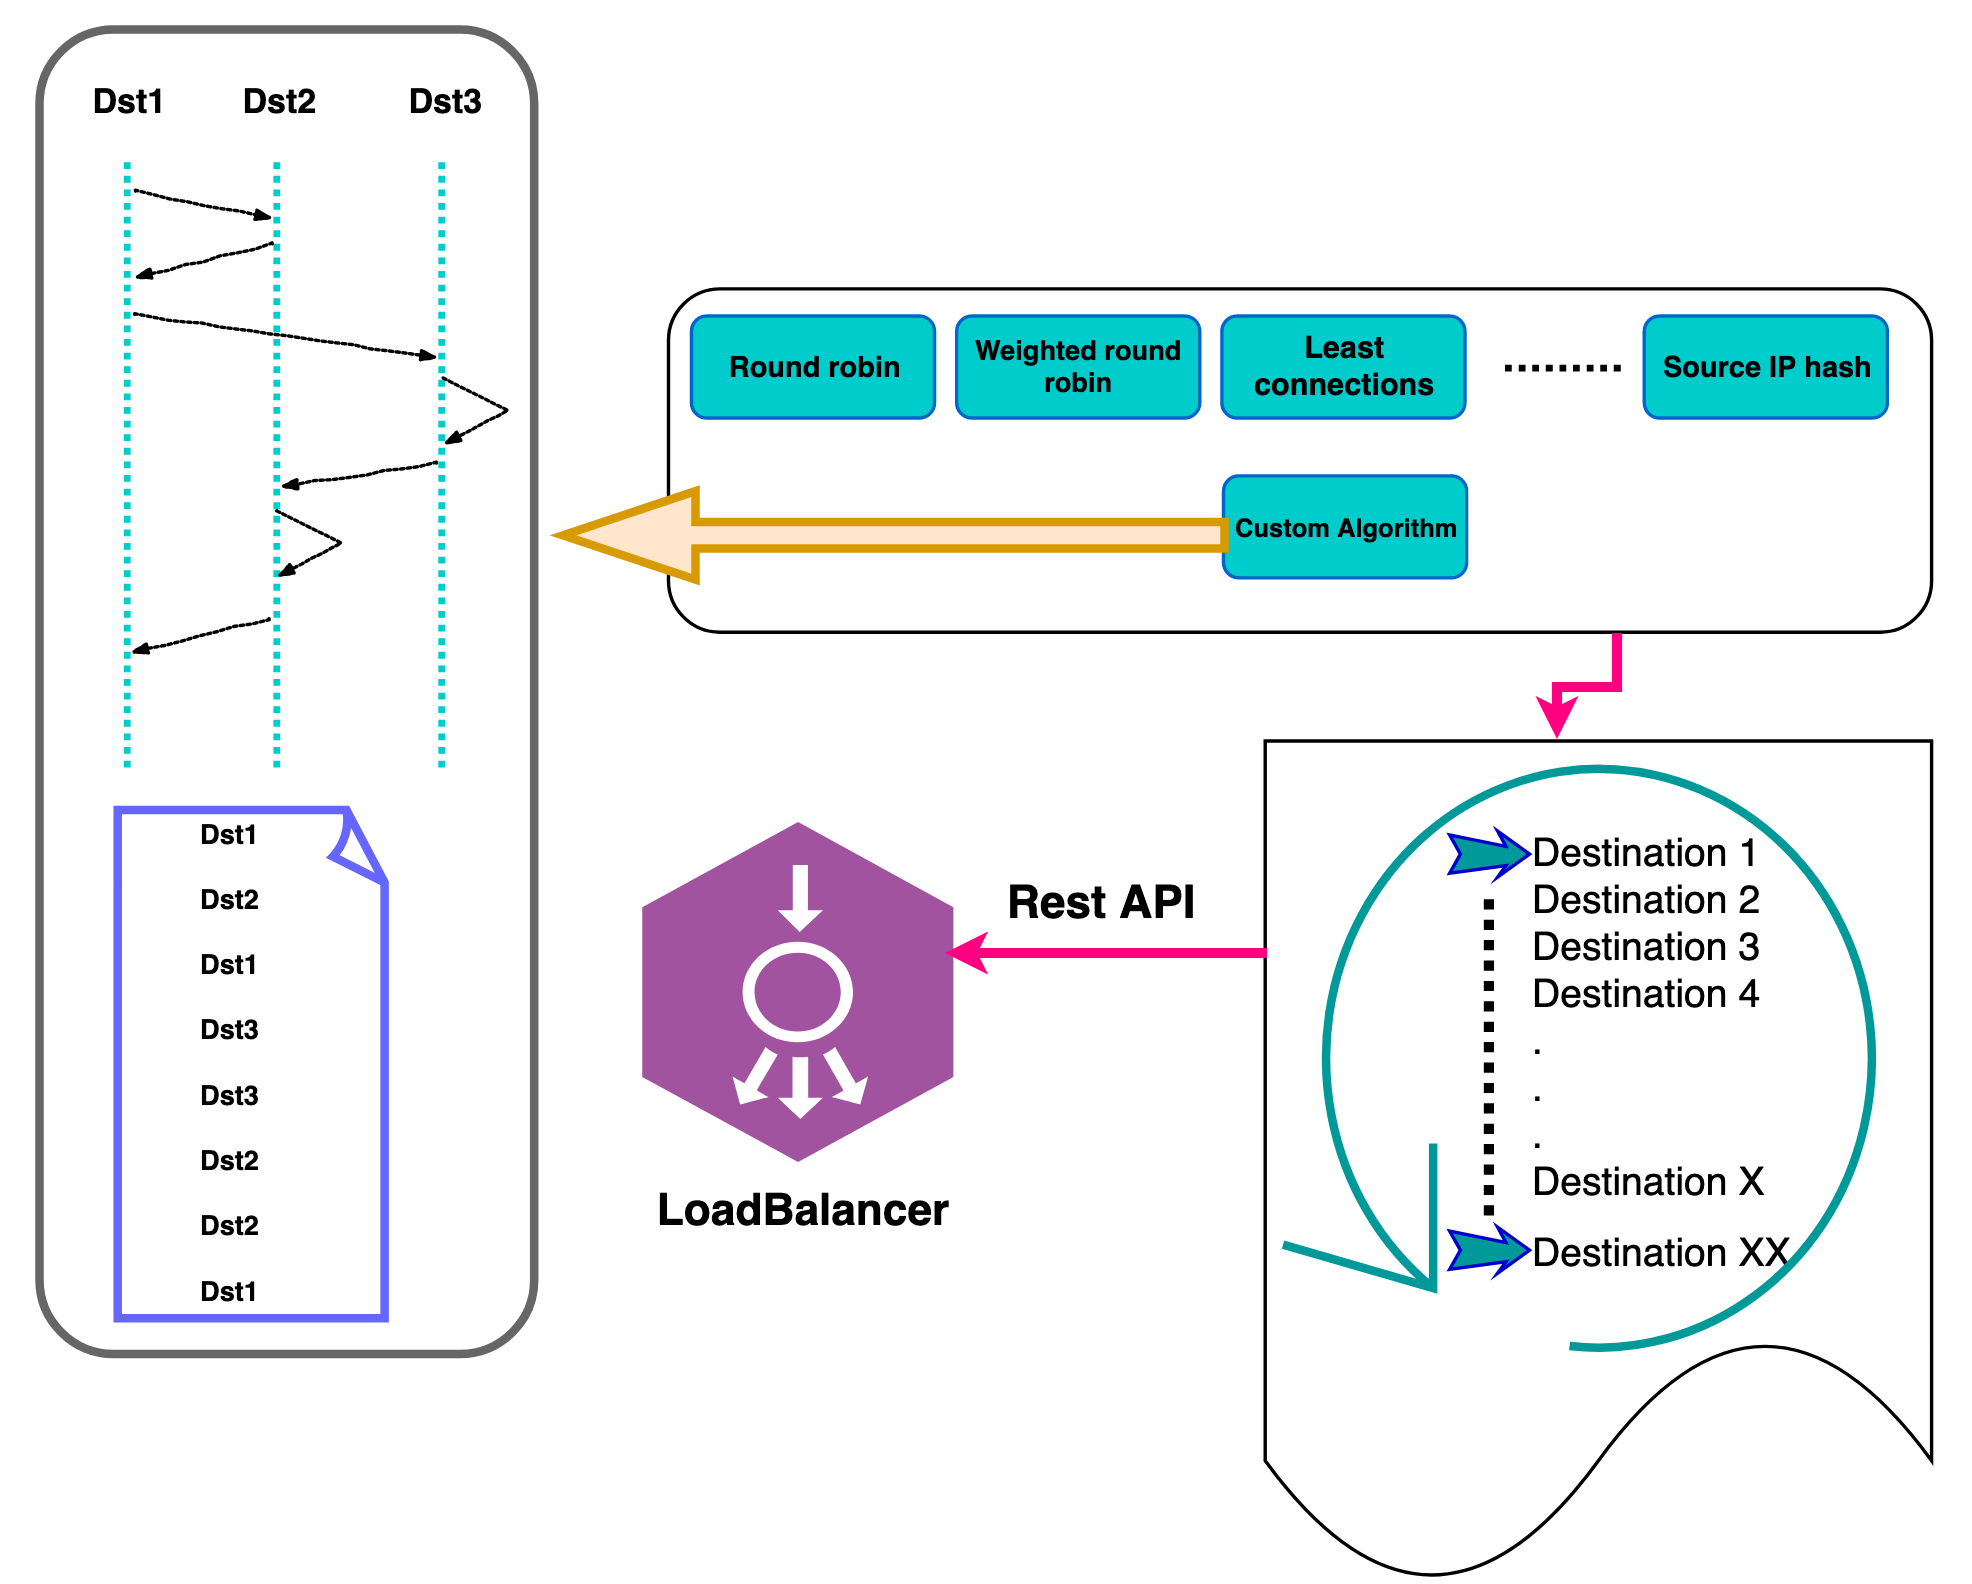 Dst1 Dst2 Dst3
Dst1
Dst2
Dst1
Dst3
Dst3
Dst2
Dst2
Dst1
Round robin
Weighted round
robin
Least
connections
Source IP hash
Custom Algorithm
Rest API
LoadBalancer
Destination 1
Destination 2
Destination 3
Destination 4
.
.
.
Destination X
Destination XX